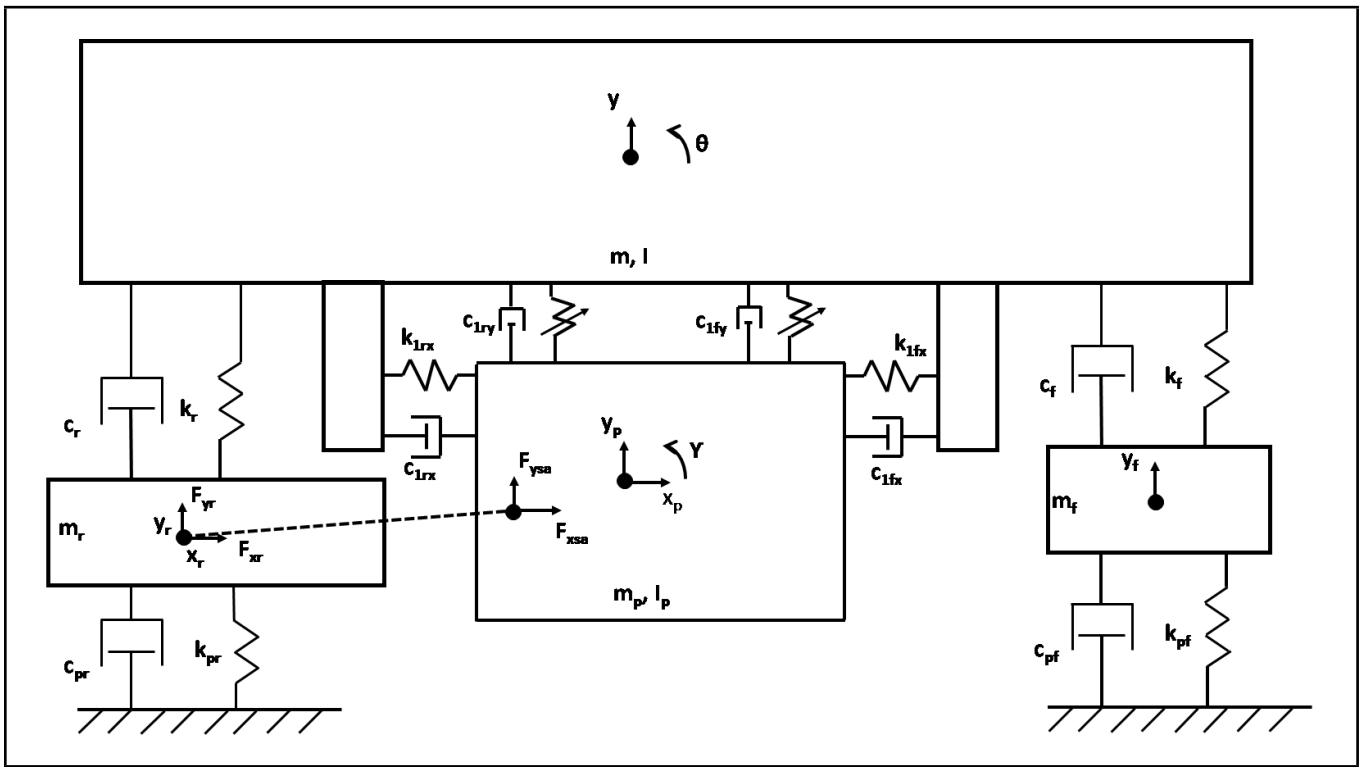 y
θ
m, I
c1ry
c1fy
k1rx
k1fx
cr
kr
cf
kf
yp
ϒ
xp
c1rx
c1fx
Fysa
Fxsa
Fyr
yr
mr
xr
Fxr
yf
mf
mp, Ip
cpr
kpr
cpf
kpf